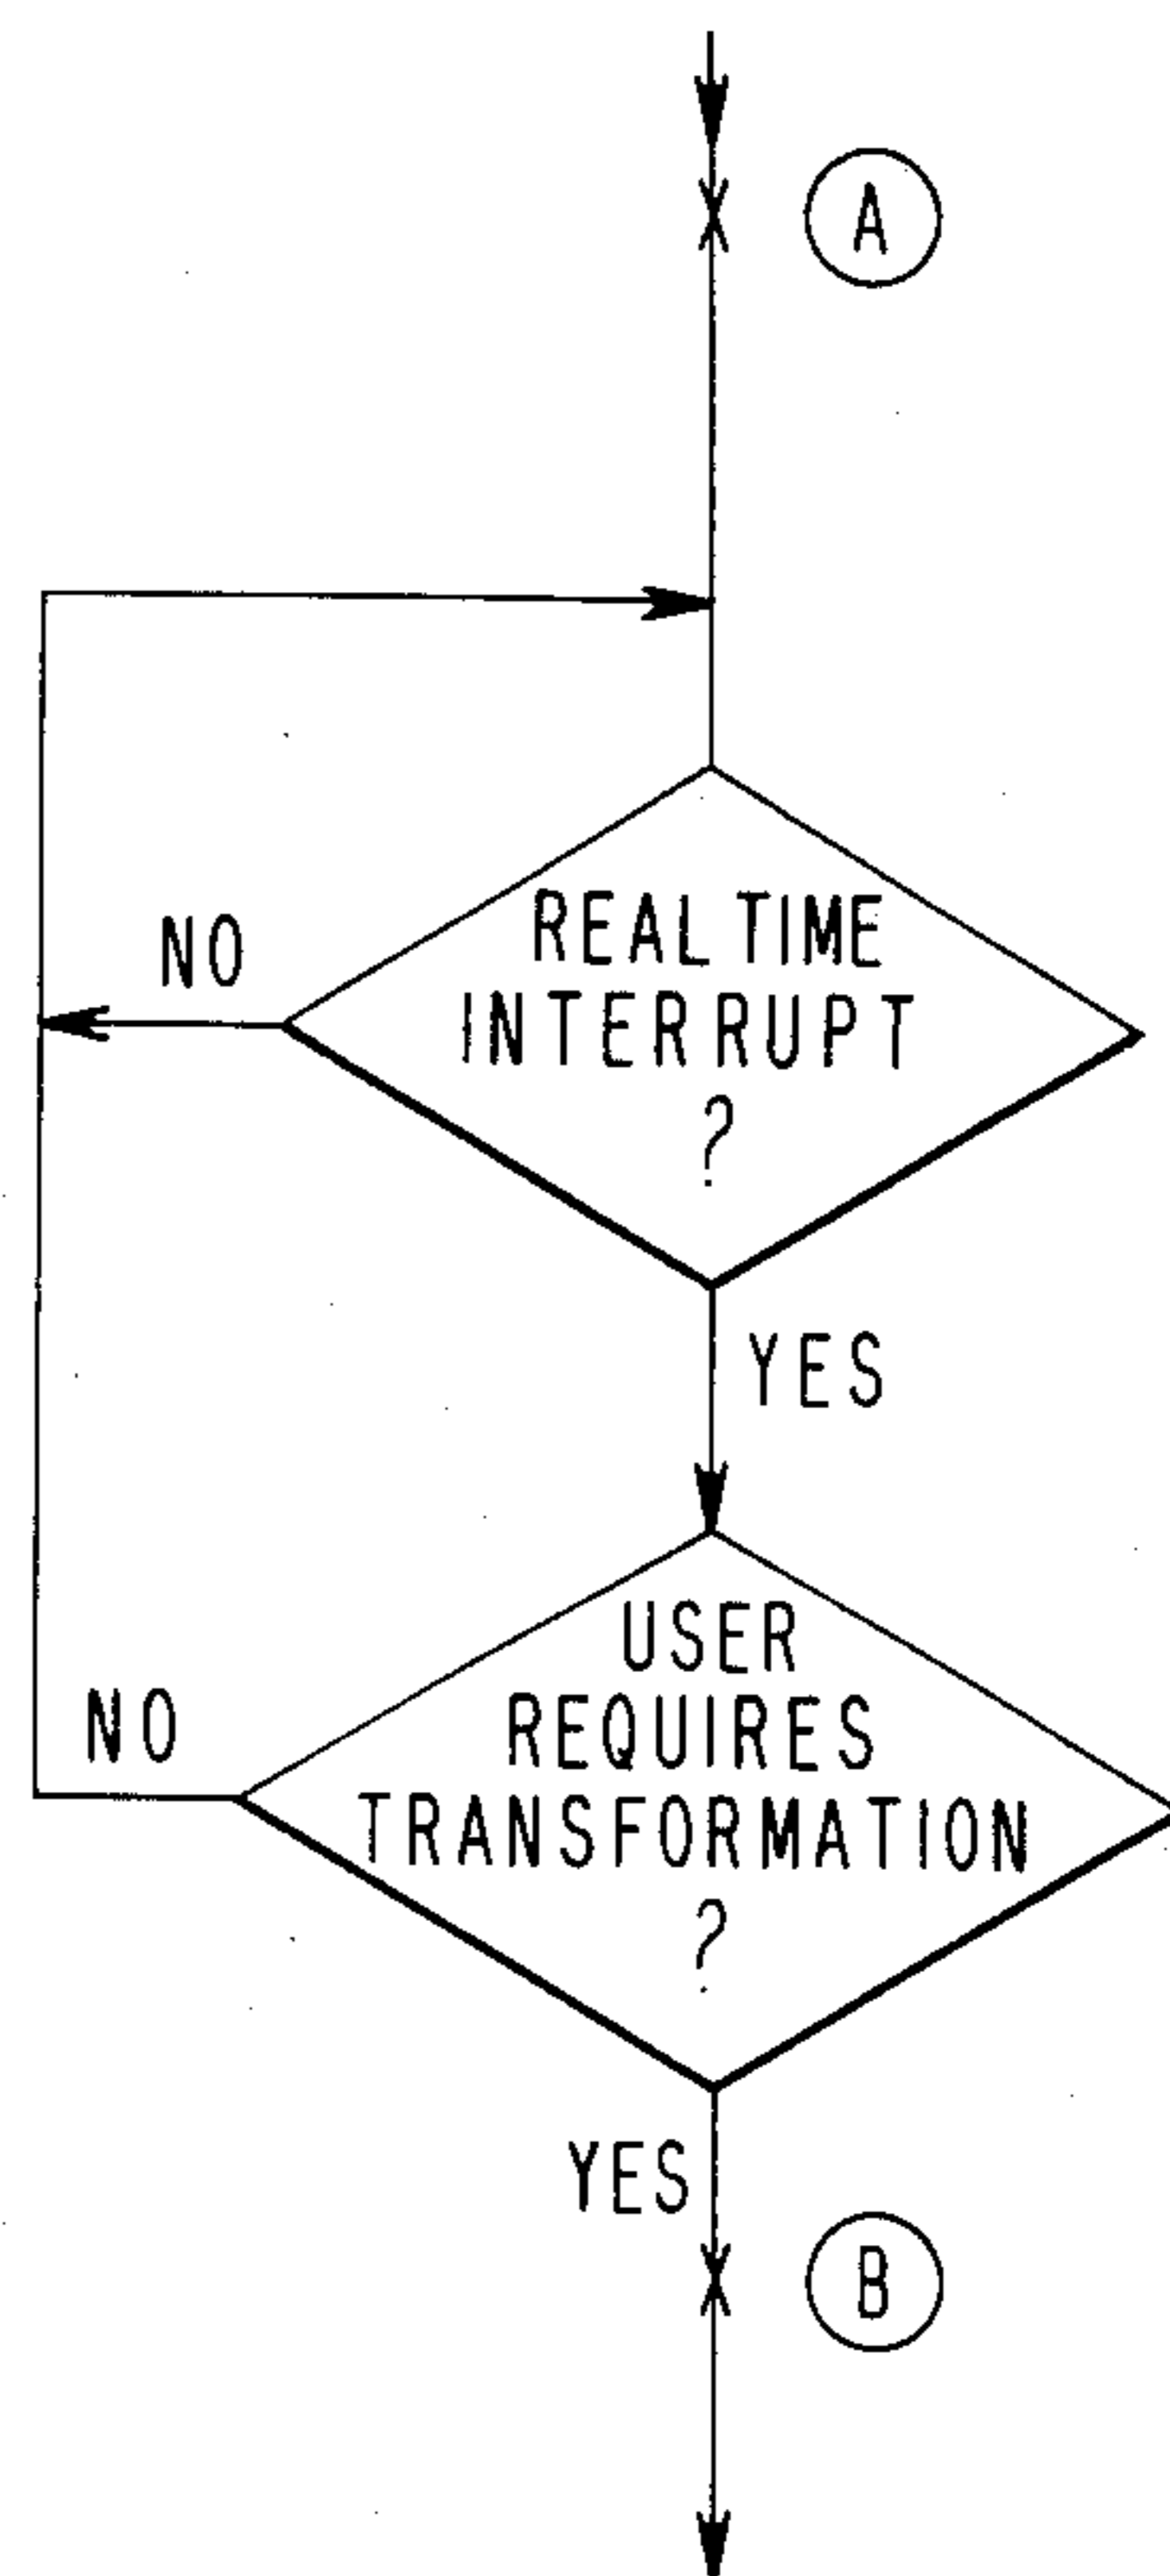 A
NO
REAL TIME
INTERRUPT
?
YES
NO
USER
REQUIRES
TRANSFORMATION
?
YES
B